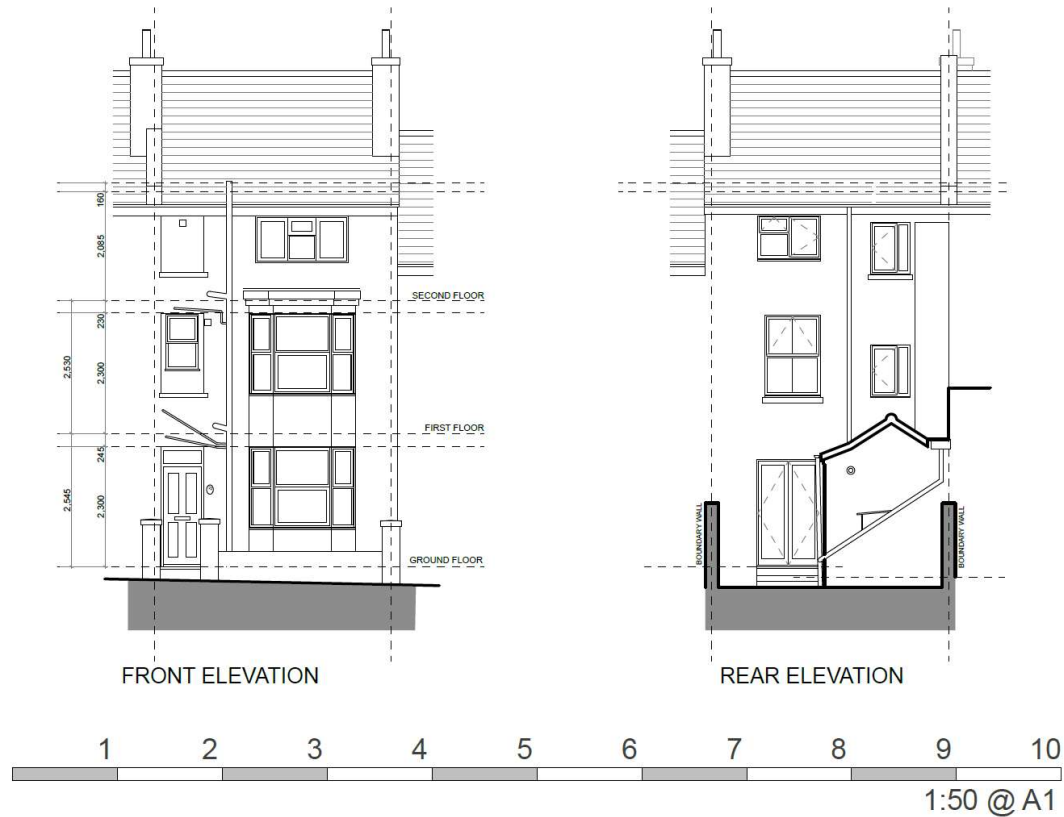 160
2,085
SECOND FLOOR
230
2,530
2,300
FIRST FLOOR
245
2,545
2,300
GROUND FLOOR
BOUNDARY WALL
BOUNDARY WALL
FRONT ELEVATION
REAR ELEVATION
1 2 3 4 5 6 7 8 9 10
1:50 @ A1